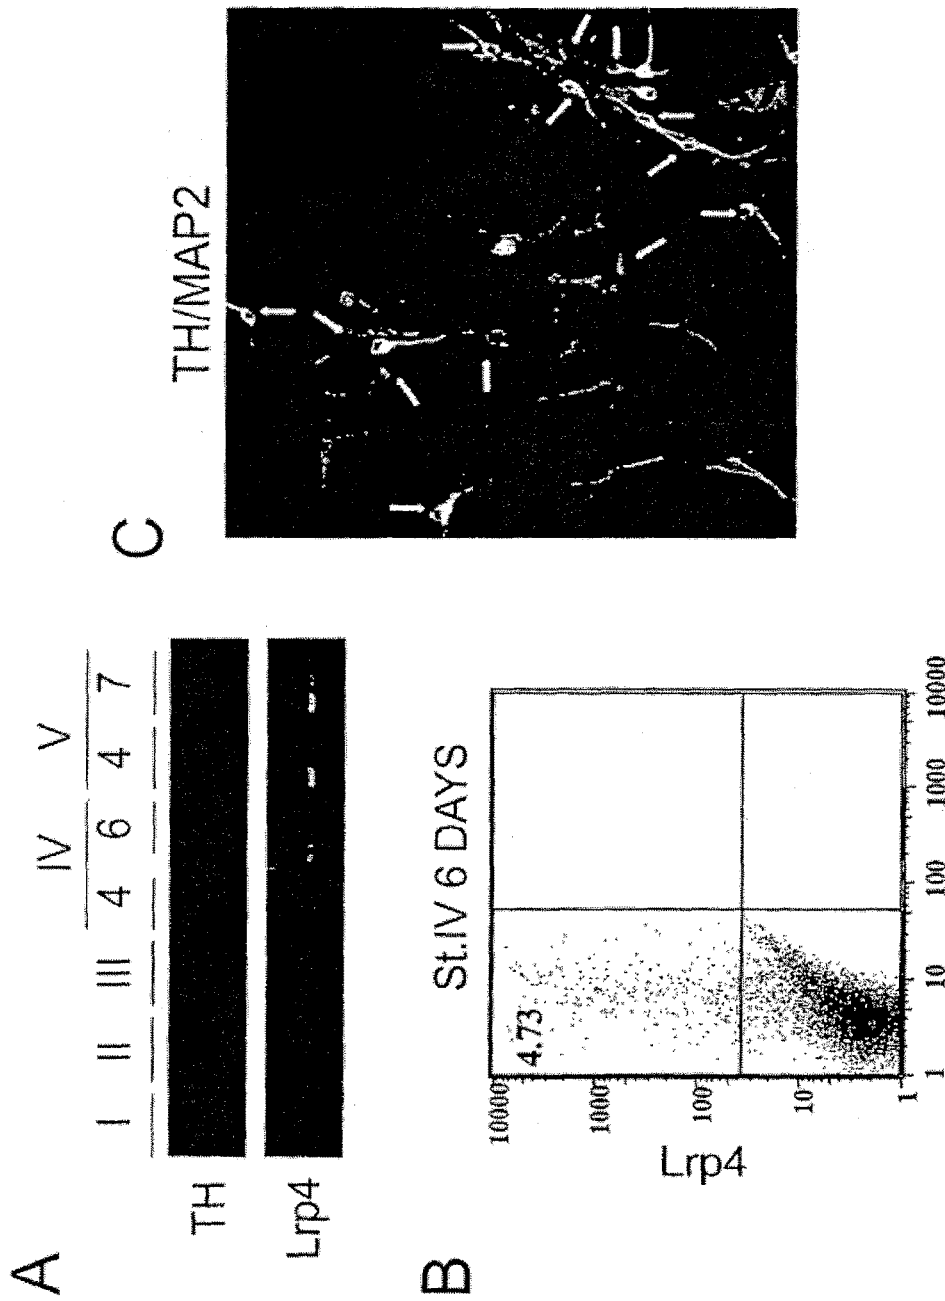 A
IV V
I II III 4 6 4 7
TH
Lrp4
B
St.IV 6 DAYS
4.73
10000
1000
100
10
1
Lrp4
1 10 100 1000 10000
C
TH/MAP2